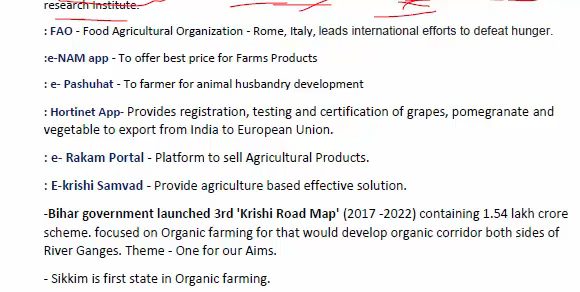 research Institute.
: FAO - Food Agricultural Organization - Rome, Italy, leads international efforts to defeat hunger.
:e-NAM app - To offer best price for Farms Products
: e- Pashuhat - To farmer for animal husbandry development
: Hortinet App- Provides registration, testing and certification of grapes, pomegranate and
vegetable to export from India to European Union.
: e- Rakam Portal - Platform to sell Agricultural Products.
: E-krishi Samvad - Provide agriculture based effective solution.
-Bihar government launched 3rd 'Krishi Road Map' (2017 -2022) containing 1.54 lakh crore
scheme. focused on Organic farming for that would develop organic corridor both sides of
River Ganges. Theme - One for our Aims.
- Sikkim is first state in Organic farming.